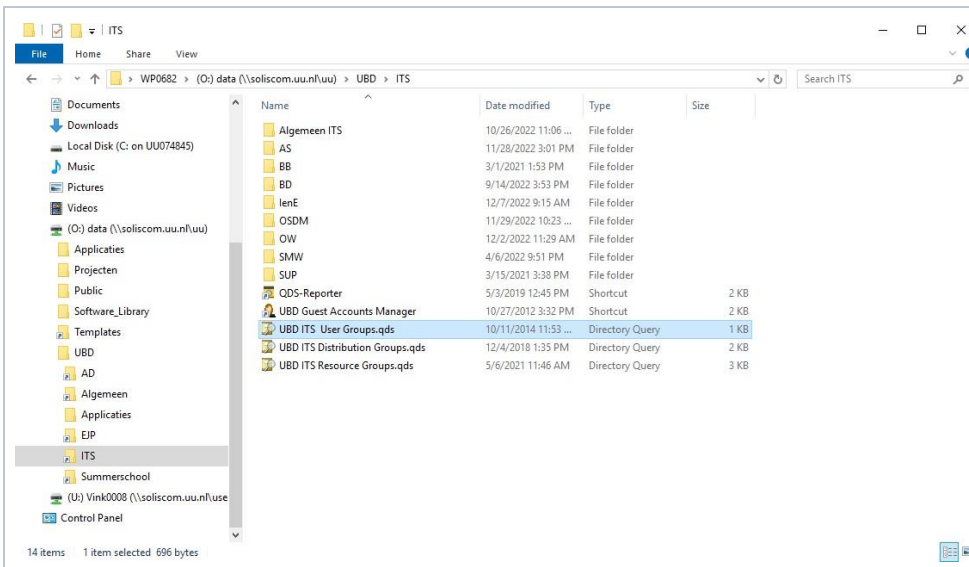 ITS
File Home Share View
WP0682 > (O:) data (\\soliscom.uu.nl\uu) > UBD > ITS
Search ITS
Documents
Downloads
Local Disk (C: on UU074845)
Music
Pictures
Videos
(O:) data (\\soliscom.uu.nl\uu)
Applicaties
Projecten
Public
Software_Library
Templates
UBD
AD
Algemeen
Applicaties
EJP
ITS
Summerschool
(U:) Vink0008 (\\soliscom.uu.nl\use
Control Panel
Name Date modified Type Size
Algemeen ITS 10/26/2022 11:06 ... File folder
AS 11/28/2022 3:01 PM File folder
BB 3/1/2021 1:53 PM File folder
BD 9/14/2022 3:53 PM File folder
IenE 12/7/2022 9:15 AM File folder
OSDM 11/29/2022 10:23 ... File folder
OW 12/2/2022 11:29 AM File folder
SMW 4/6/2022 9:51 PM File folder
SUP 3/15/2021 3:38 PM File folder
QDS-Reporter 5/3/2019 12:45 PM Shortcut 2 KB
UBD Guest Accounts Manager 10/27/2012 3:32 PM Shortcut 2 KB
UBD ITS  User Groups.qds 10/11/2014 11:53 ... Directory Query 1 KB
UBD ITS Distribution Groups.qds 12/4/2018 1:35 PM Directory Query 2 KB
UBD ITS Resource Groups.qds 5/6/2021 11:46 AM Directory Query 3 KB
14 items 1 item selected 696 bytes